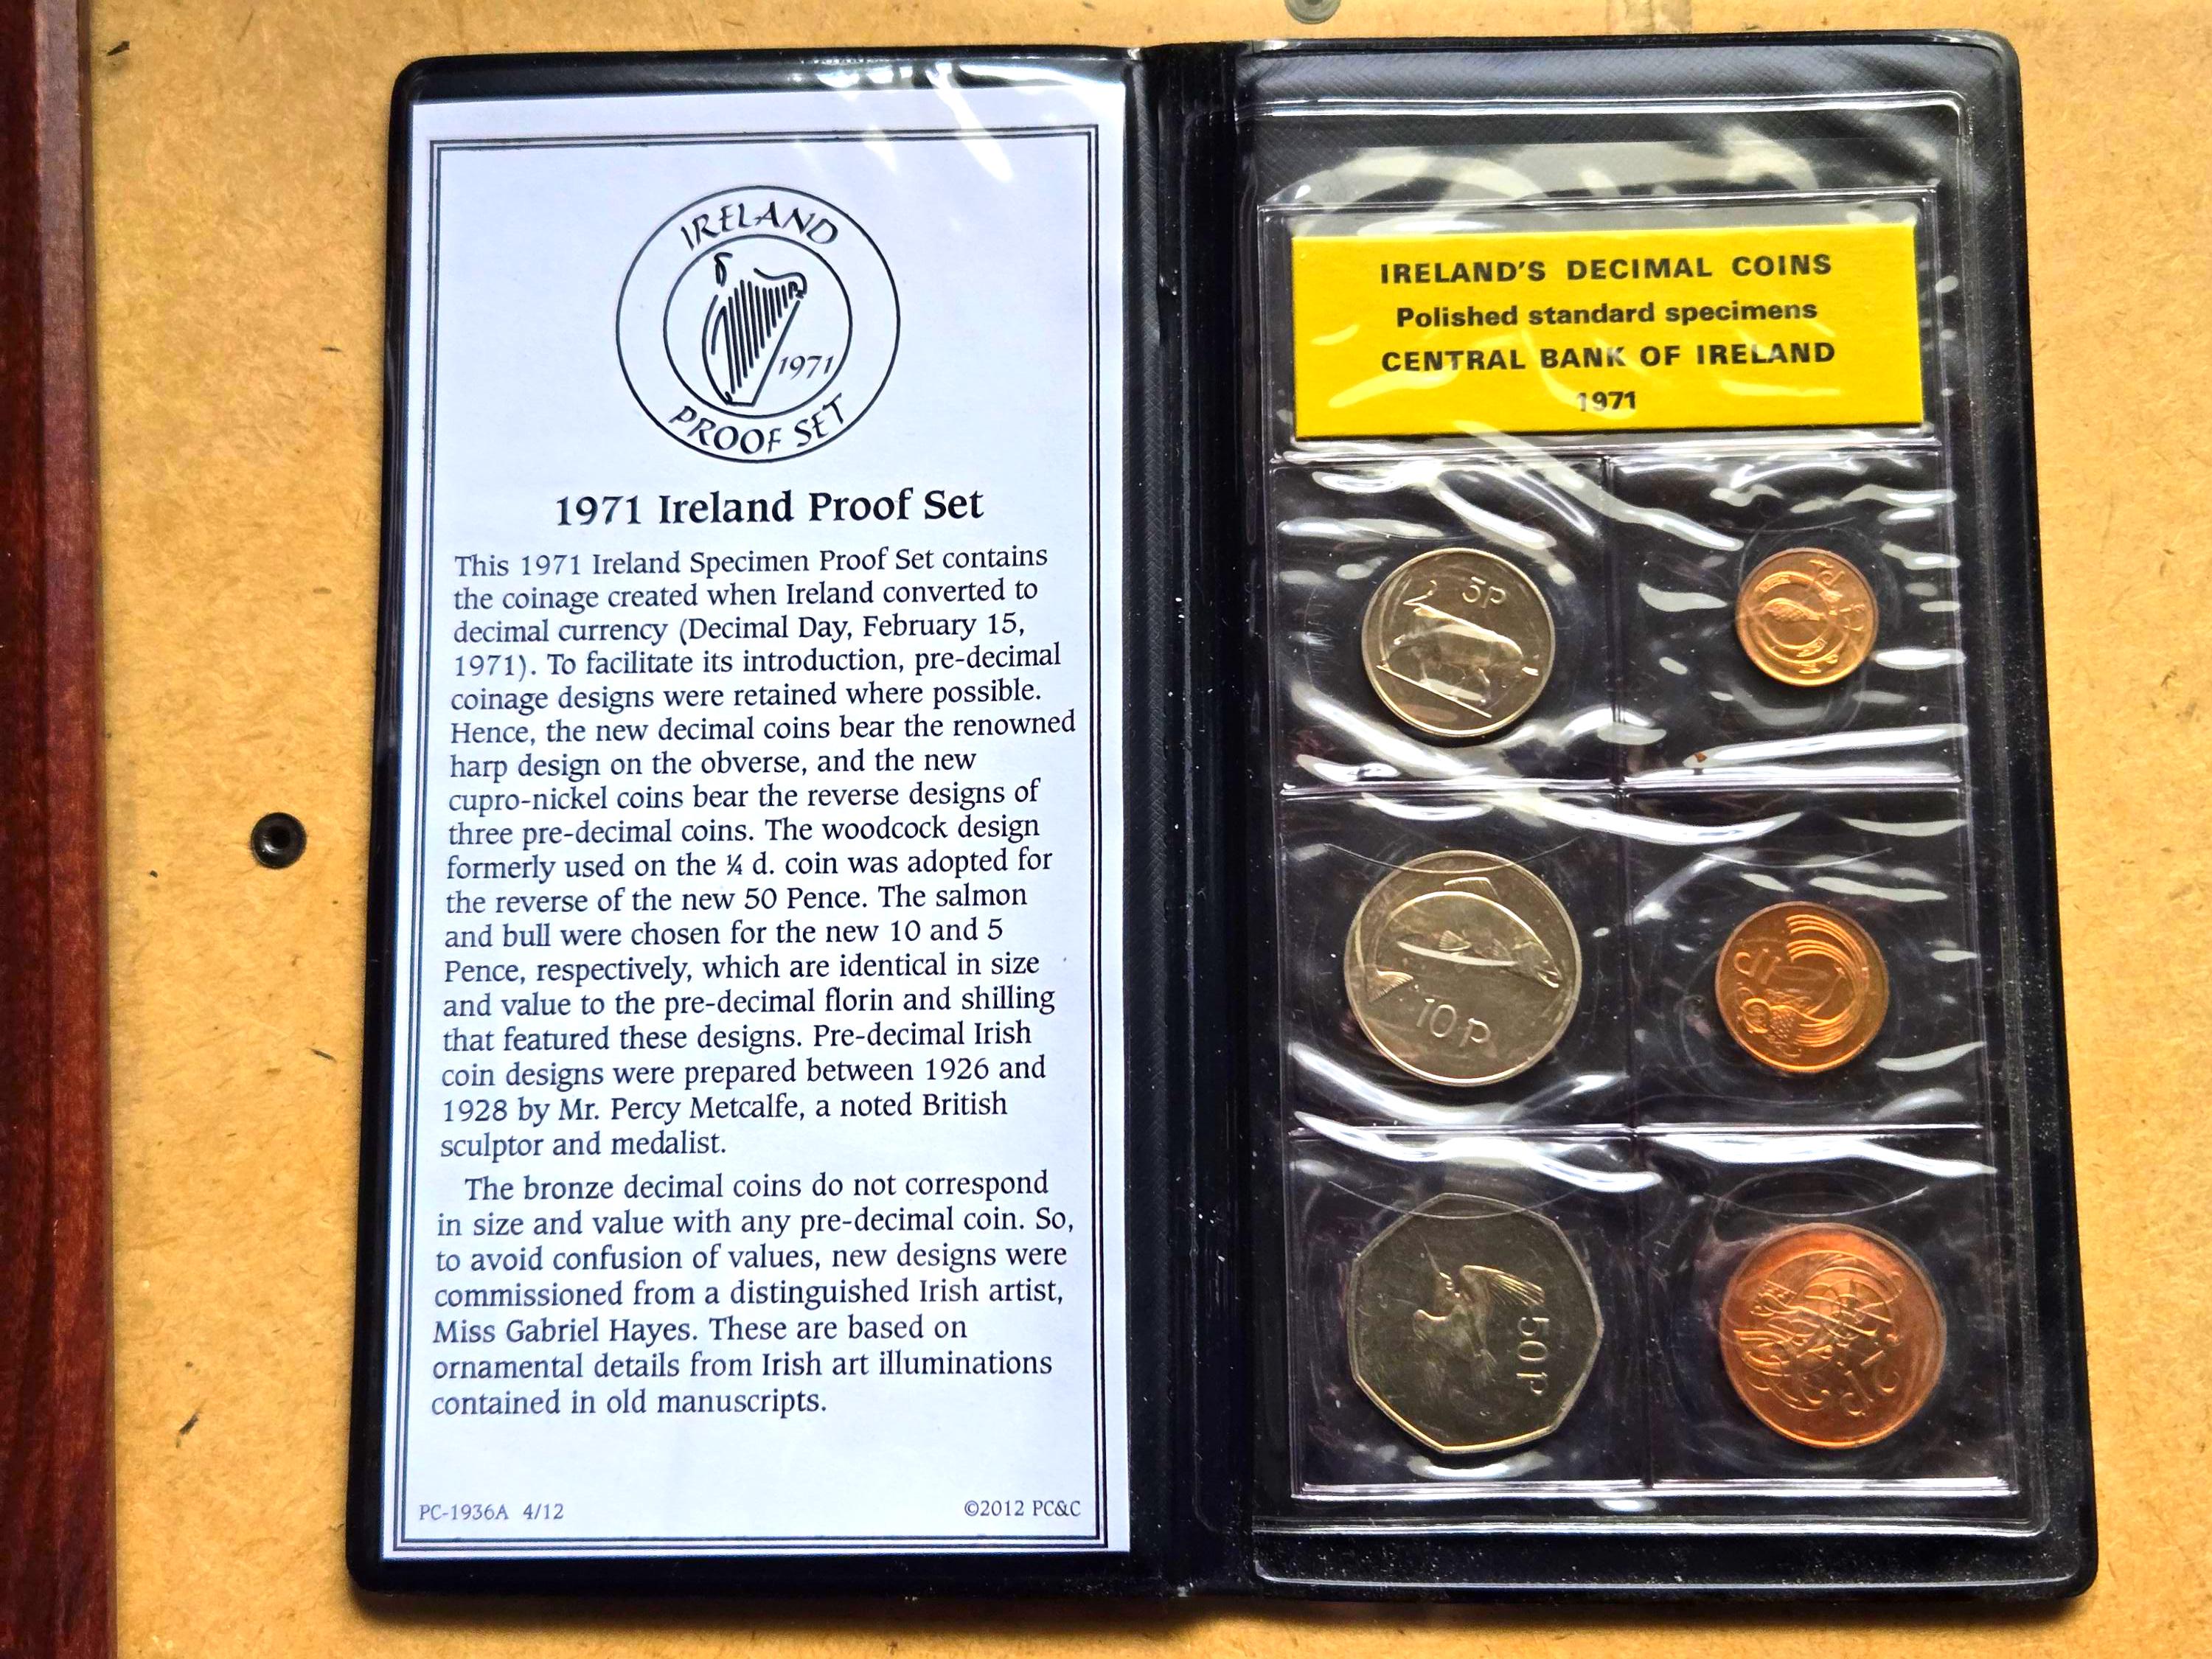 IRELAND
1971
PROOF SET
1971 Ireland Proof Set
This 1971 Ireland Specimen Proof Set contains
the coinage created when Ireland converted to
decimal currency (Decimal Day, February 15,
1971). To facilitate its introduction, pre-decimal
coinage designs were retained where possible.
Hence, the new decimal coins bear the renowned
harp design on the obverse, and the new
cupro-nickel coins bear the reverse designs of
three pre-decimal coins. The woodcock design
formerly used on the ¼ d. coin was adopted for
the reverse of the new 50 Pence. The salmon
and bull were chosen for the new 10 and 5
Pence, respectively, which are identical in size
and value to the pre-decimal florin and shilling
that featured these designs. Pre-decimal Irish
coin designs were prepared between 1926 and
1928 by Mr. Percy Metcalfe, a noted British
sculptor and medalist.
The bronze decimal coins do not correspond
in size and value with any pre-decimal coin. So,
to avoid confusion of values, new designs were
commissioned from a distinguished Irish artist,
Miss Gabriel Hayes. These are based on
ornamental details from Irish art illuminations
contained in old manuscripts.
PC-1936A 4/12
©2012 PC&C
IRELAND'S DECIMAL COINS
Polished standard specimens
CENTRAL BANK OF IRELAND
1971
5p
10p
1p
50p
2p